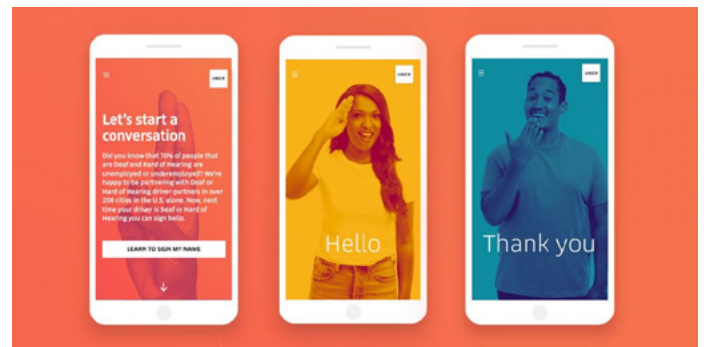 UBER
Let's start a
conversation
Did you know that 70% of people that
are Deaf and Hard of Hearing are
unemployed or underemployed? We're
happy to be partnering with Deaf or
Hard of Hearing driver-partners in over
200 cities in the U.S. alone. Now, next
time your driver is Deaf or Hard of
Hearing you can sign hello.
LEARN TO SIGN MY NAME
UBER
Hello
UBER
Thank you